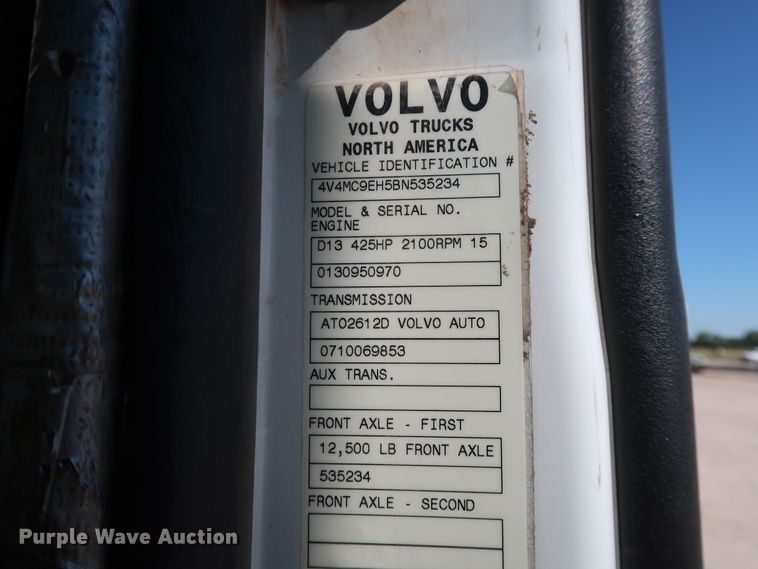 VOLVO
VOLVO TRUCKS
NORTH AMERICA
VEHICLE IDENTIFICATION #
4V4MC9EH5BN535234
MODEL & SERIAL NO.
ENGINE
D13 425HP 2100RPM 15
0130950970
TRANSMISSION
ATO2612D VOLVO AUTO
0710069853
AUX TRANS.
FRONT AXLE - FIRST
12,500 LB FRONT AXLE
535234
FRONT AXLE - SECOND
Purple Wave Auction®